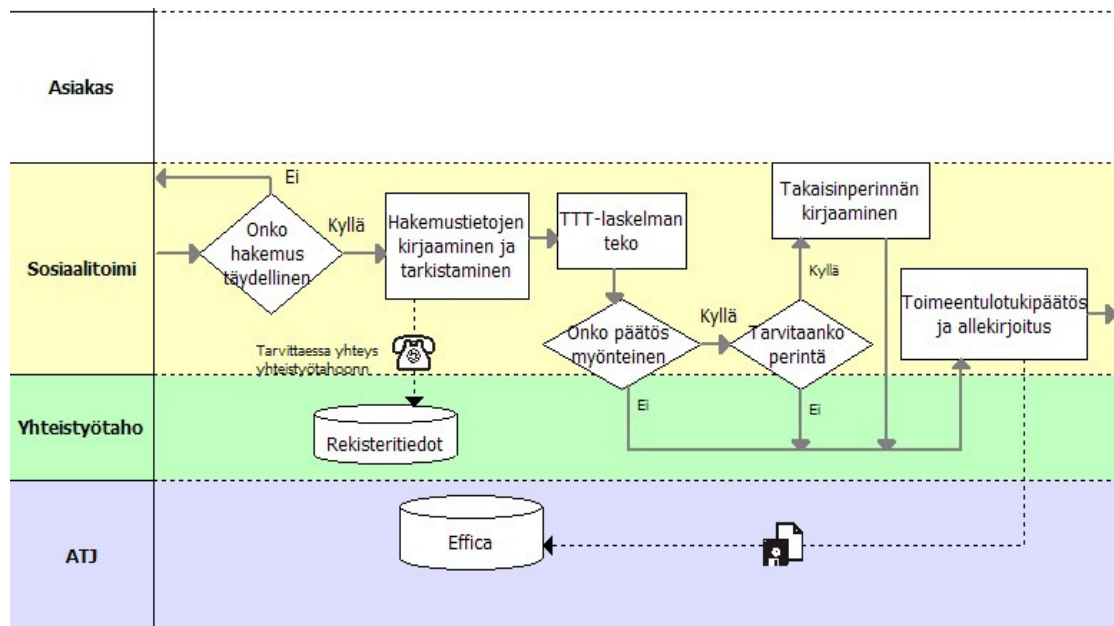 Asiakas
Sosiaalitoimi
Ei
Onko
hakemus
täydellinen
Kyllä
Hakemustietojen
kirjaaminen ja
tarkistaminen
TTT-laskelman
teko
Takaisinperinnän
kirjaaminen
Kyllä
Onko päätös
myönteinen
Kyllä
Tarvitaanko
perintä
Toimeentulotukipäätös
ja allekirjoitus
Tarvittaessa yhteys
yhteistyötahoonn
Ei
Ei
Yhteistyötaho
Rekisteritiedot
ATJ
Effica